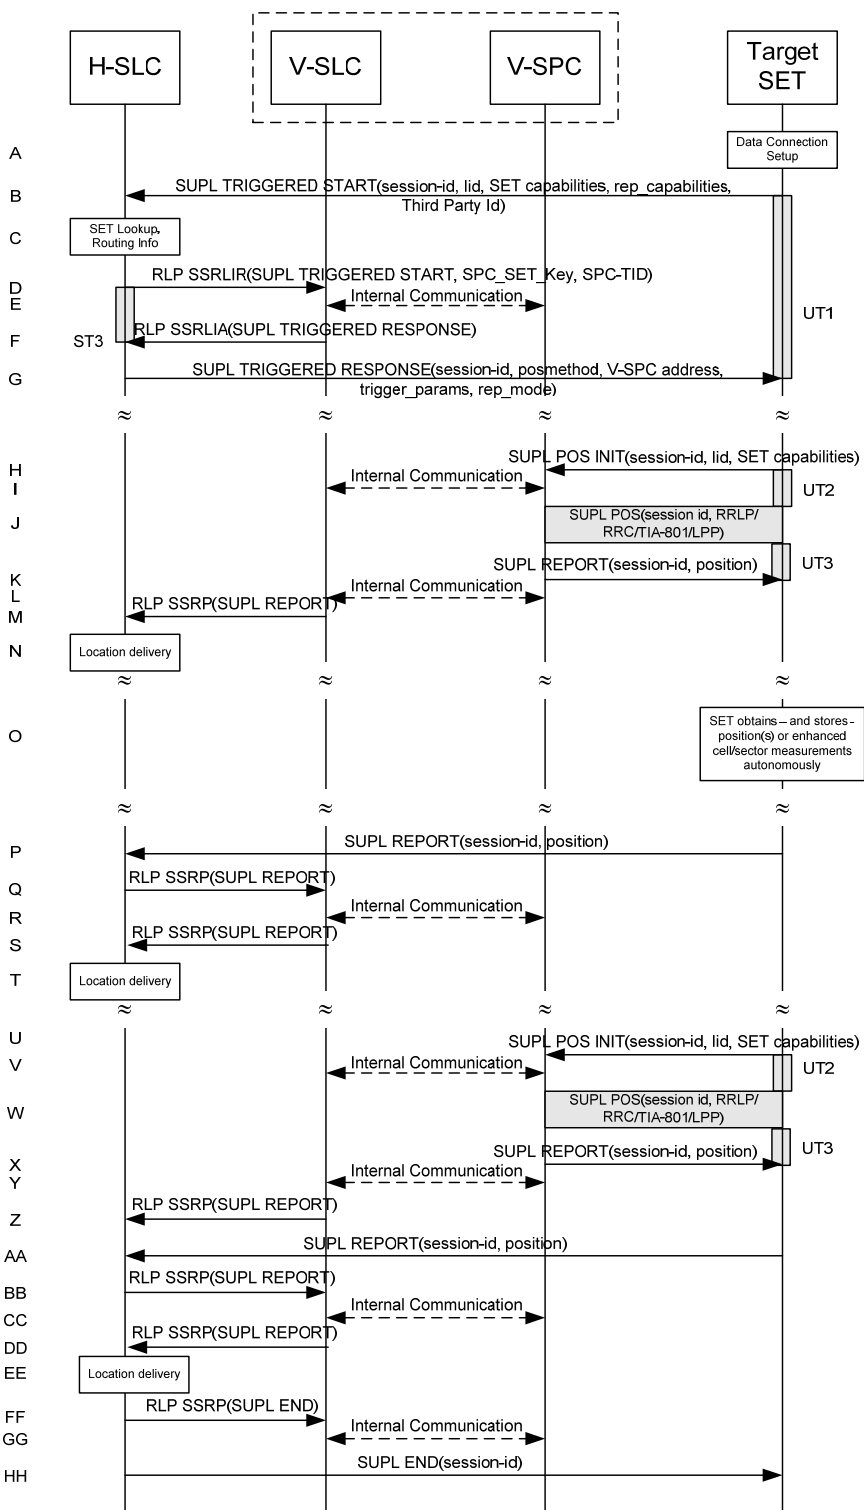 H-SLC
V-SLC
V-SPC
Target
SET
A
Data Connection
Setup
B
SUPL TRIGGERED START(session-id, lid, SET capabilities, rep_capabilities,
Third Party Id)
C
SET Lookup,
Routing Info
D
RLP SSRLIR(SUPL TRIGGERED START, SPC_SET_Key, SPC-TID)
E
Internal Communication
UT1
F
ST3
RLP SSRLIA(SUPL TRIGGERED RESPONSE)
G
SUPL TRIGGERED RESPONSE(session-id, posmethod, V-SPC address,
trigger_params, rep_mode)
≈ ≈ ≈ ≈
H
SUPL POS INIT(session-id, lid, SET capabilities)
I
Internal Communication
UT2
J
SUPL POS(session id, RRLP/
RRC/TIA-801/LPP)
K
SUPL REPORT(session-id, position)
UT3
L
Internal Communication
M
RLP SSRP(SUPL REPORT)
N
Location delivery
≈ ≈ ≈ ≈
O
SET obtains – and stores -
position(s) or enhanced
cell/sector measurements
autonomously
≈ ≈ ≈ ≈
P
SUPL REPORT(session-id, position)
Q
RLP SSRP(SUPL REPORT)
R
Internal Communication
S
RLP SSRP(SUPL REPORT)
T
Location delivery
≈ ≈ ≈ ≈
U
SUPL POS INIT(session-id, lid, SET capabilities)
V
Internal Communication
UT2
W
SUPL POS(session id, RRLP/
RRC/TIA-801/LPP)
X
SUPL REPORT(session-id, position)
UT3
Y
Internal Communication
Z
RLP SSRP(SUPL REPORT)
AA
SUPL REPORT(session-id, position)
BB
RLP SSRP(SUPL REPORT)
CC
Internal Communication
DD
RLP SSRP(SUPL REPORT)
EE
Location delivery
FF
RLP SSRP(SUPL END)
GG
Internal Communication
HH
SUPL END(session-id)